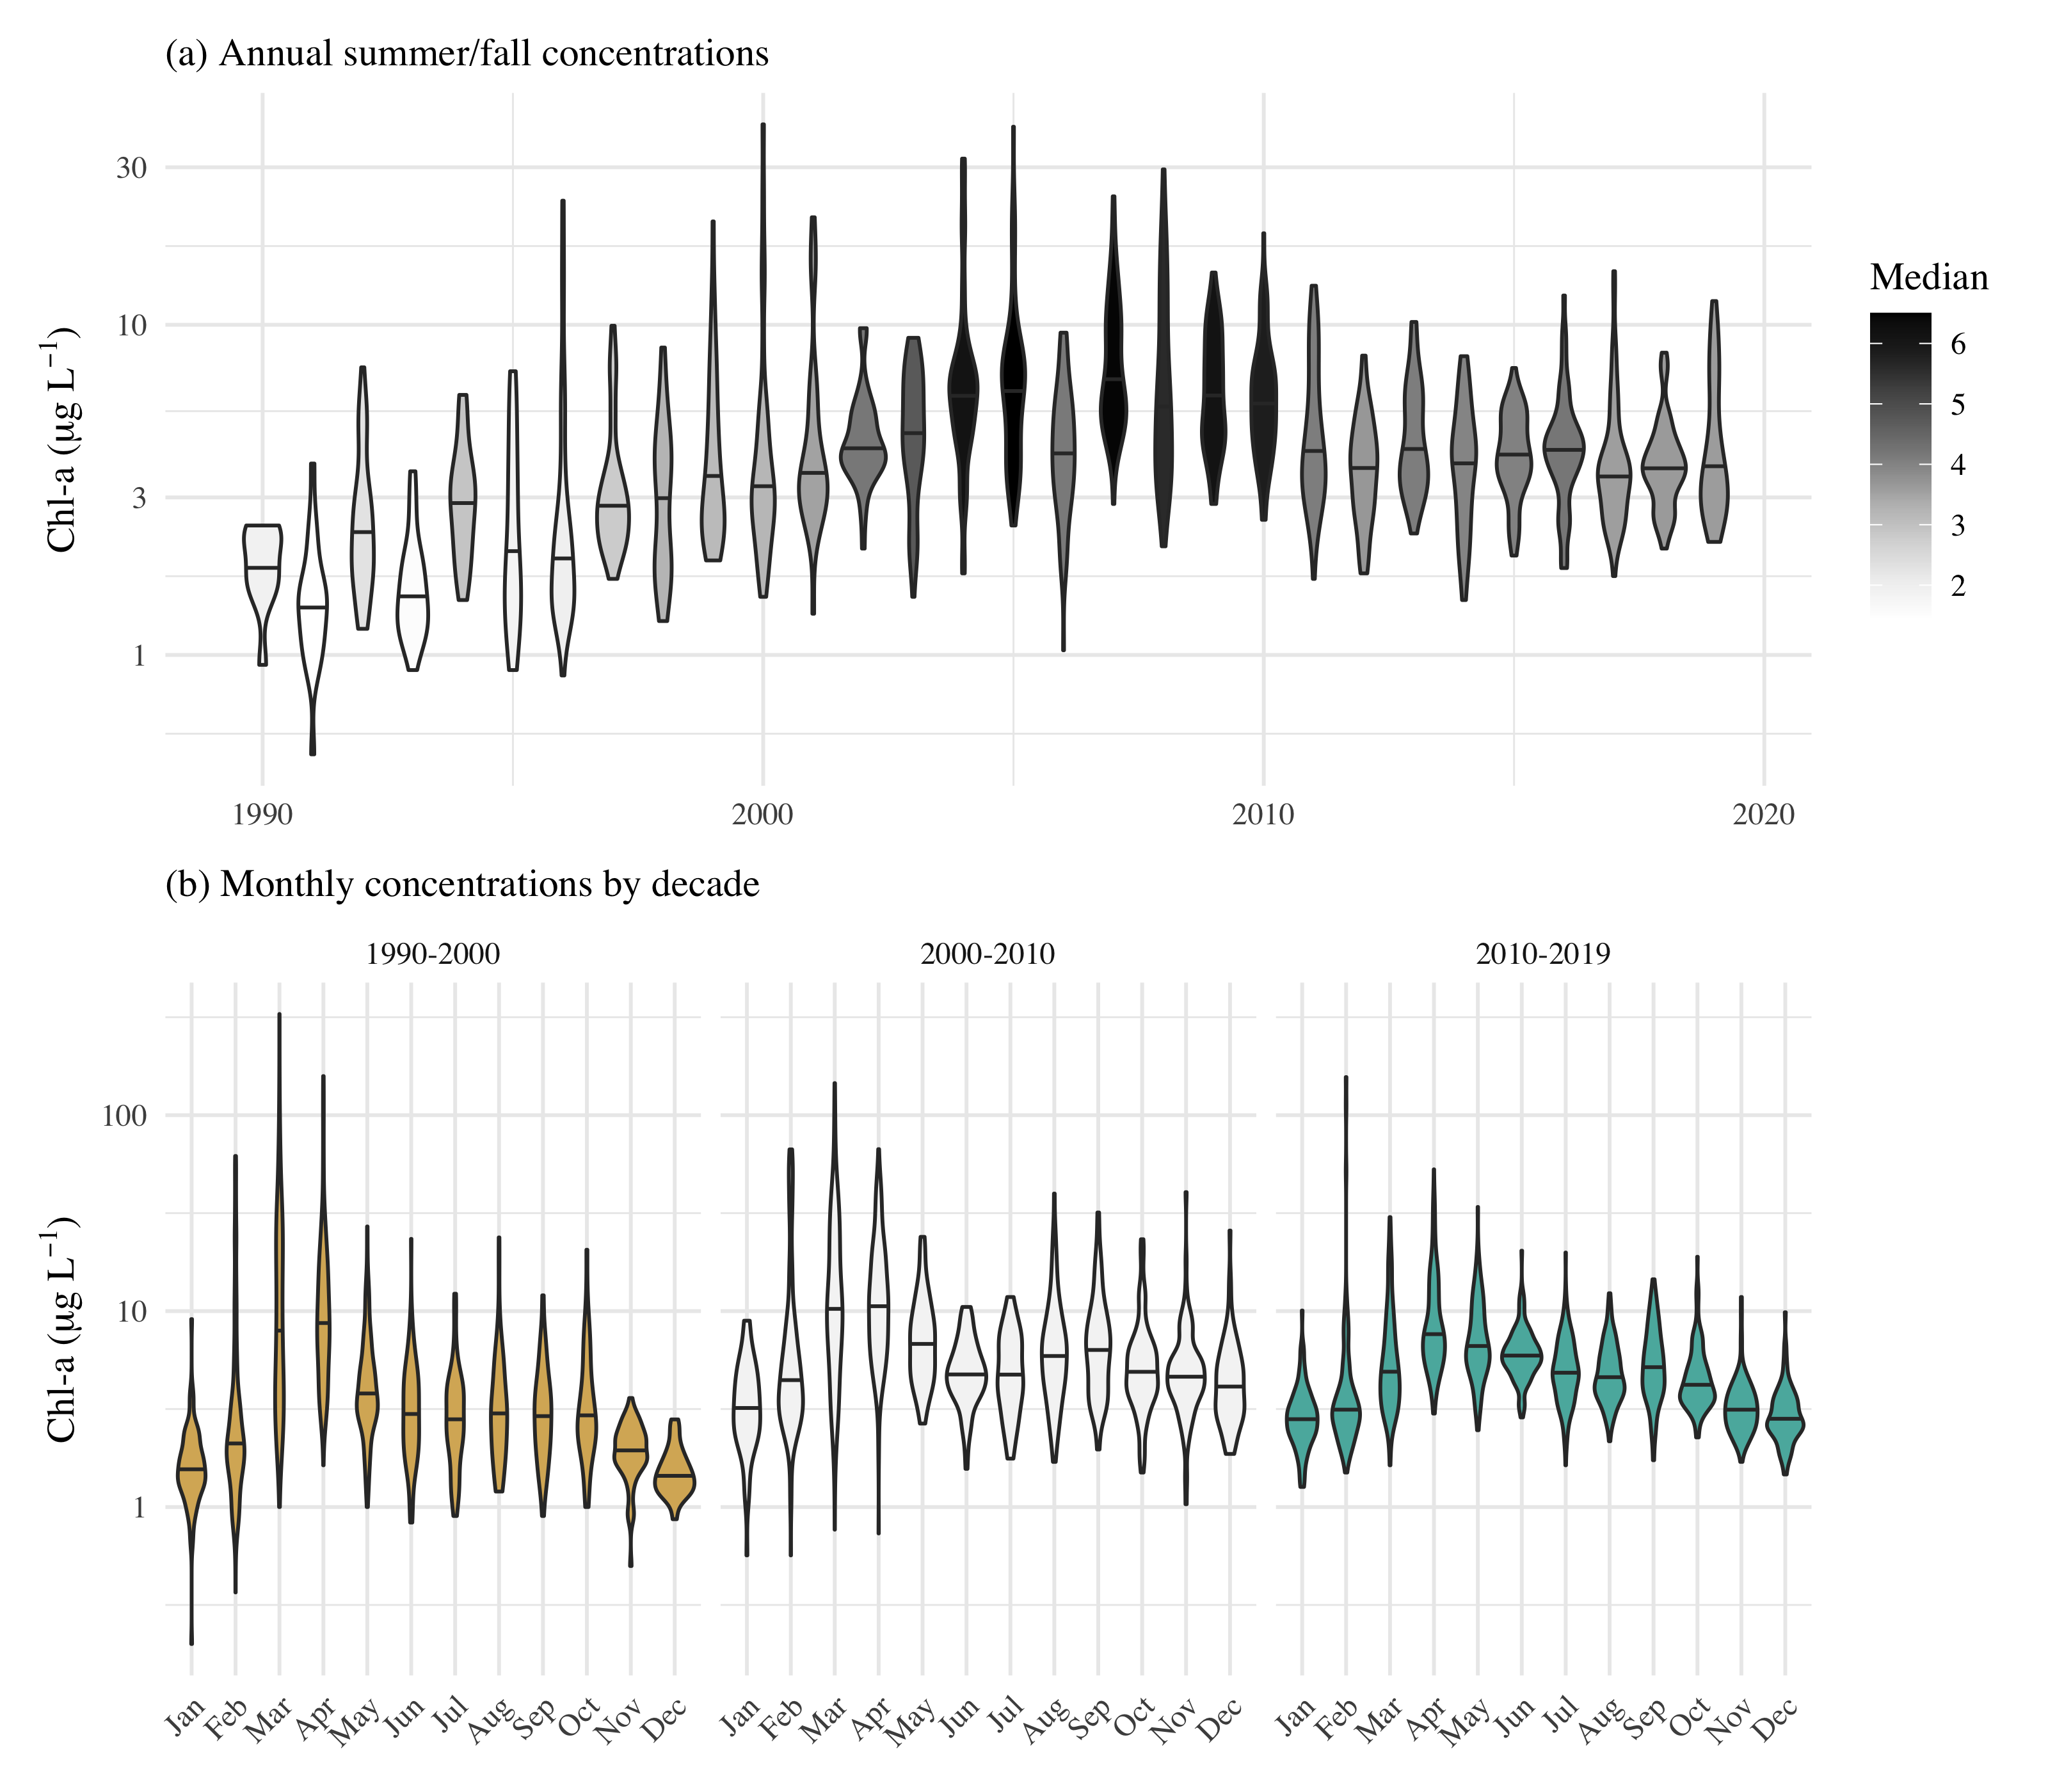 (a) Annual summer/fall concentrations
30
10
3
1
Chl-a (µg L⁻¹)
1990 2000 2010 2020
Median
6
5
4
3
2
(b) Monthly concentrations by decade
1990-2000 2000-2010 2010-2019
100
10
1
Chl-a (µg L⁻¹)
Jan Feb Mar Apr May Jun Jul Aug Sep Oct Nov Dec Jan Feb Mar Apr May Jun Jul Aug Sep Oct Nov Dec Jan Feb Mar Apr May Jun Jul Aug Sep Oct Nov Dec